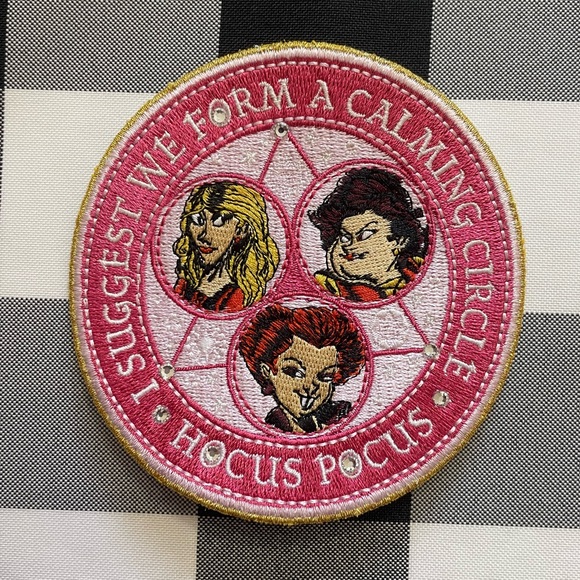 I SUGGEST WE FORM A CALMING CIRCLE
HOCUS POCUS